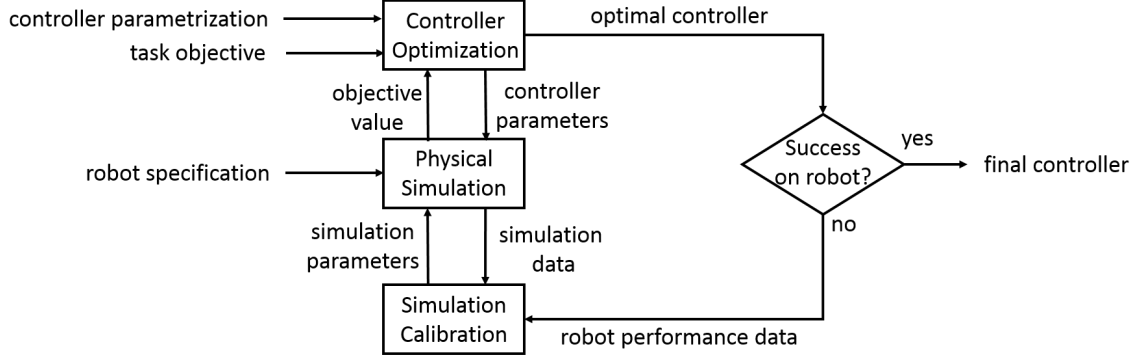 controller parametrization
task objective
Controller
Optimization
optimal controller
objective
value
controller
parameters
robot specification
Physical
Simulation
Success
on robot?
yes
final controller
no
simulation
parameters
simulation
data
Simulation
Calibration
robot performance data